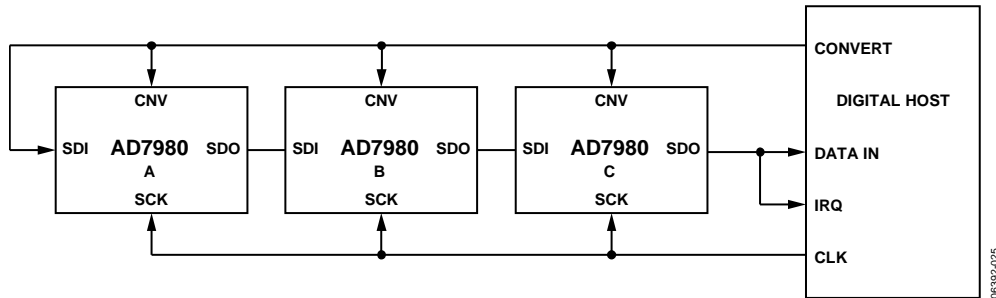 CONVERT
CNV CNV CNV
DIGITAL HOST
SDI AD7980 SDO SDI AD7980 SDO SDI AD7980 SDO DATA IN
A B C
SCK SCK SCK IRQ
CLK
06392-025